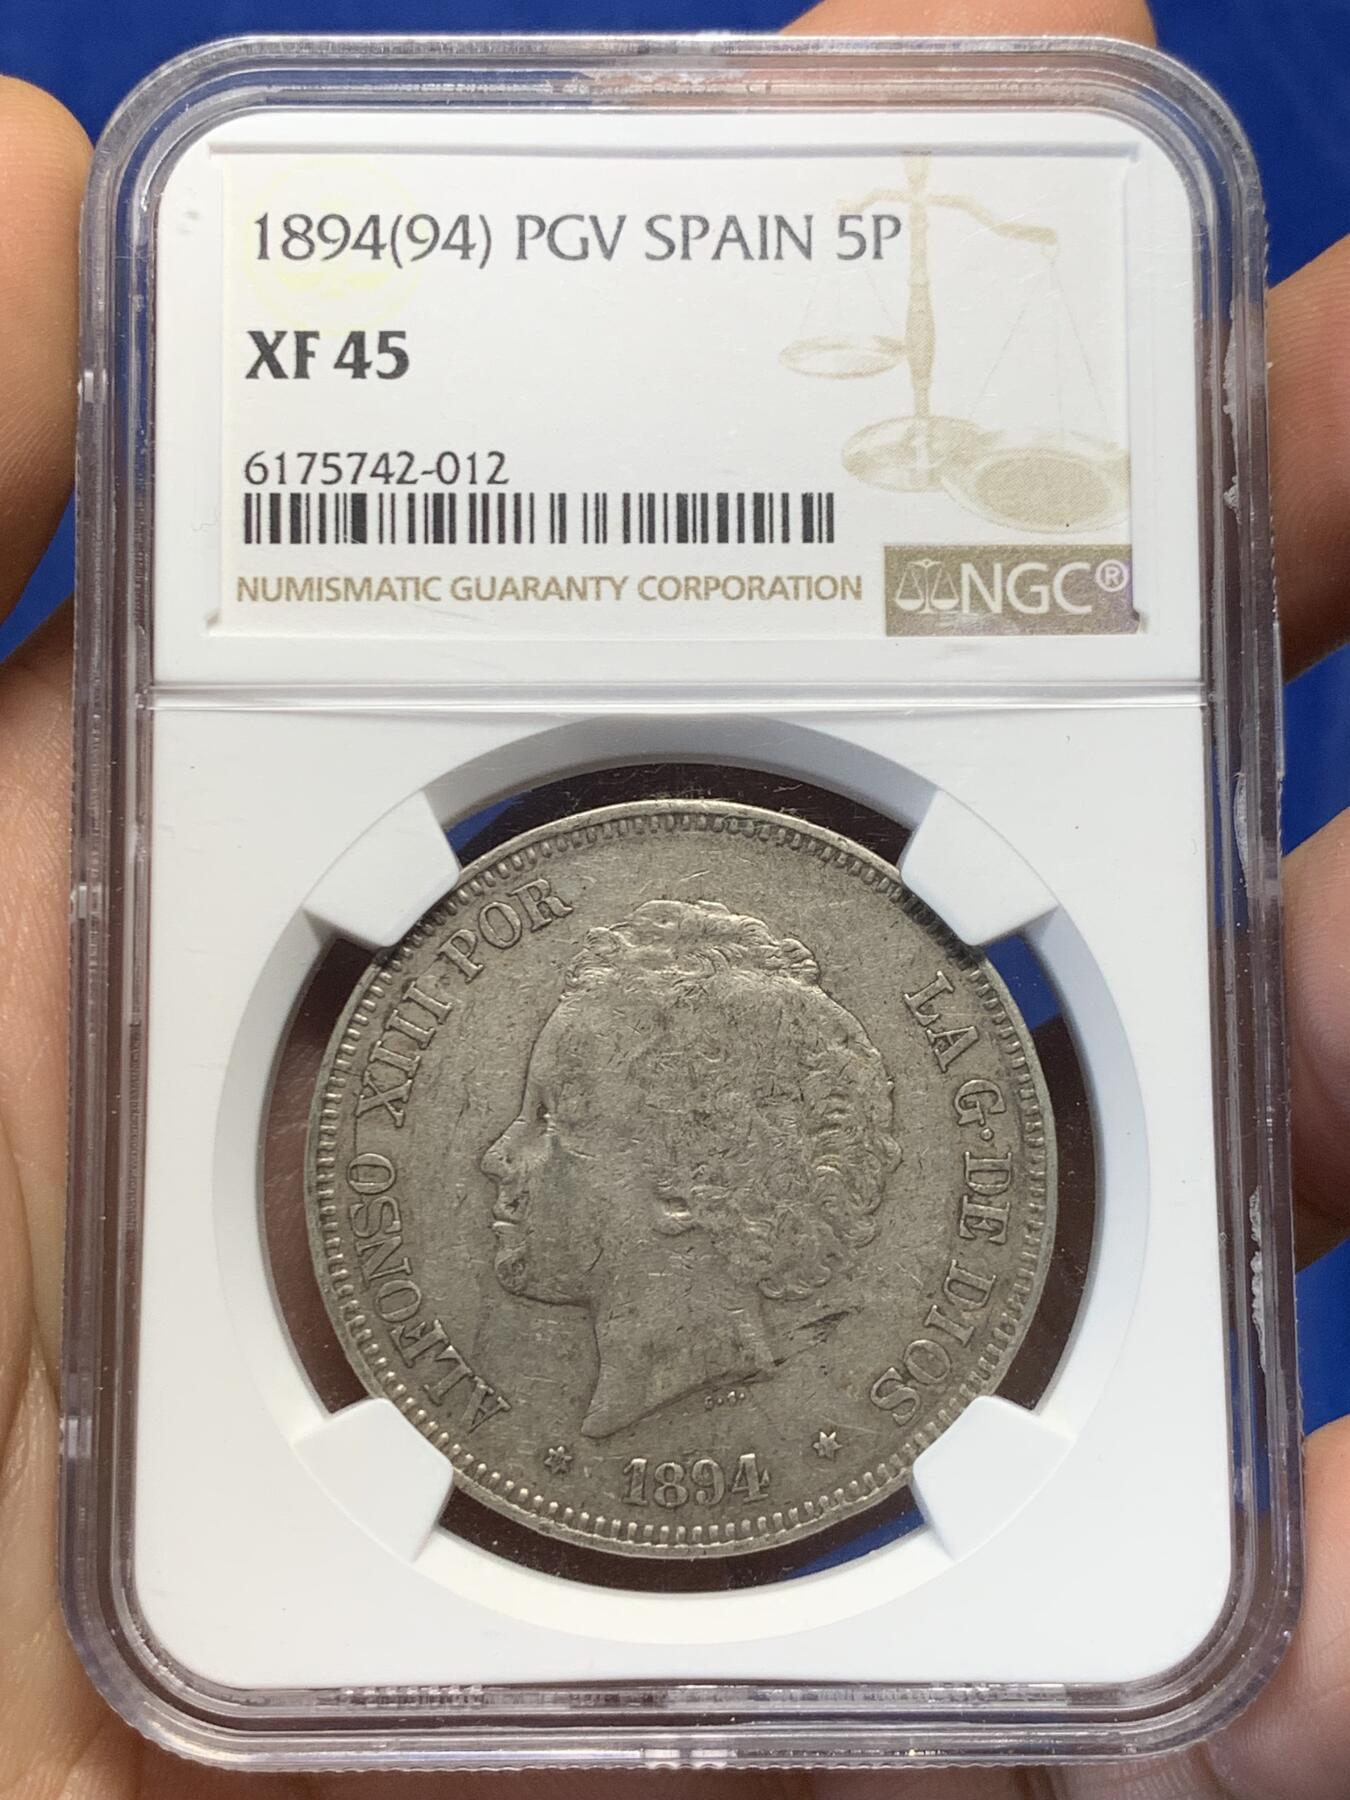 1894(94) PGV SPAIN 5P
XF 45
6175742-012
NUMISMATIC GUARANTY CORPORATION
NGC®
ALFONSO XIII POR LA G· DE DIOS
* 1894 *